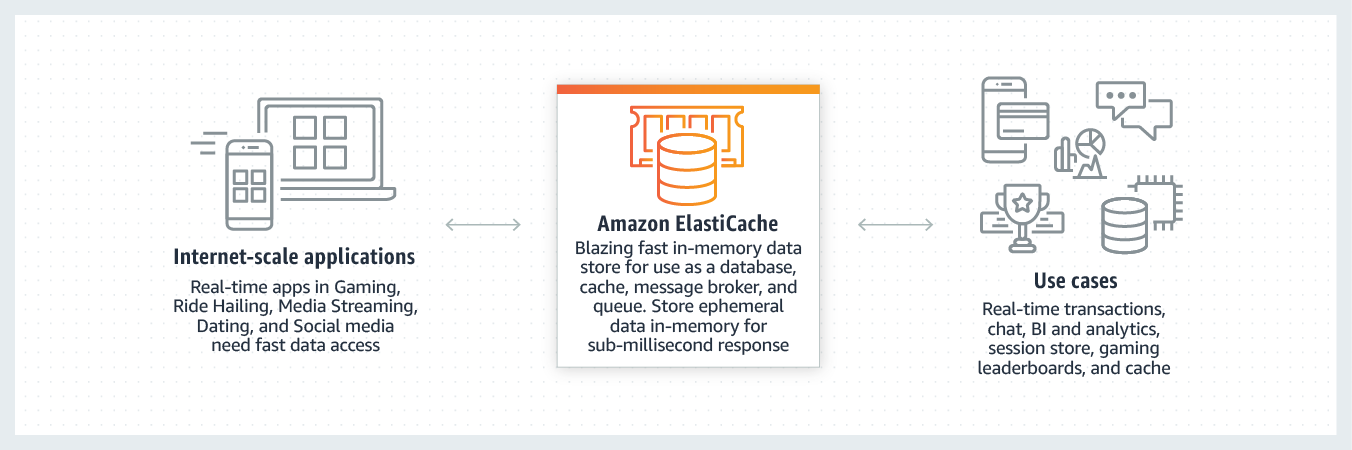 Internet-scale applications
Real-time apps in Gaming,
Ride Hailing, Media Streaming,
Dating, and Social media
need fast data access
Amazon ElastiCache
Blazing fast in-memory data
store for use as a database,
cache, message broker, and
queue. Store ephemeral
data in-memory for
sub-millisecond response
Use cases
Real-time transactions,
chat, BI and analytics,
session store, gaming
leaderboards, and cache